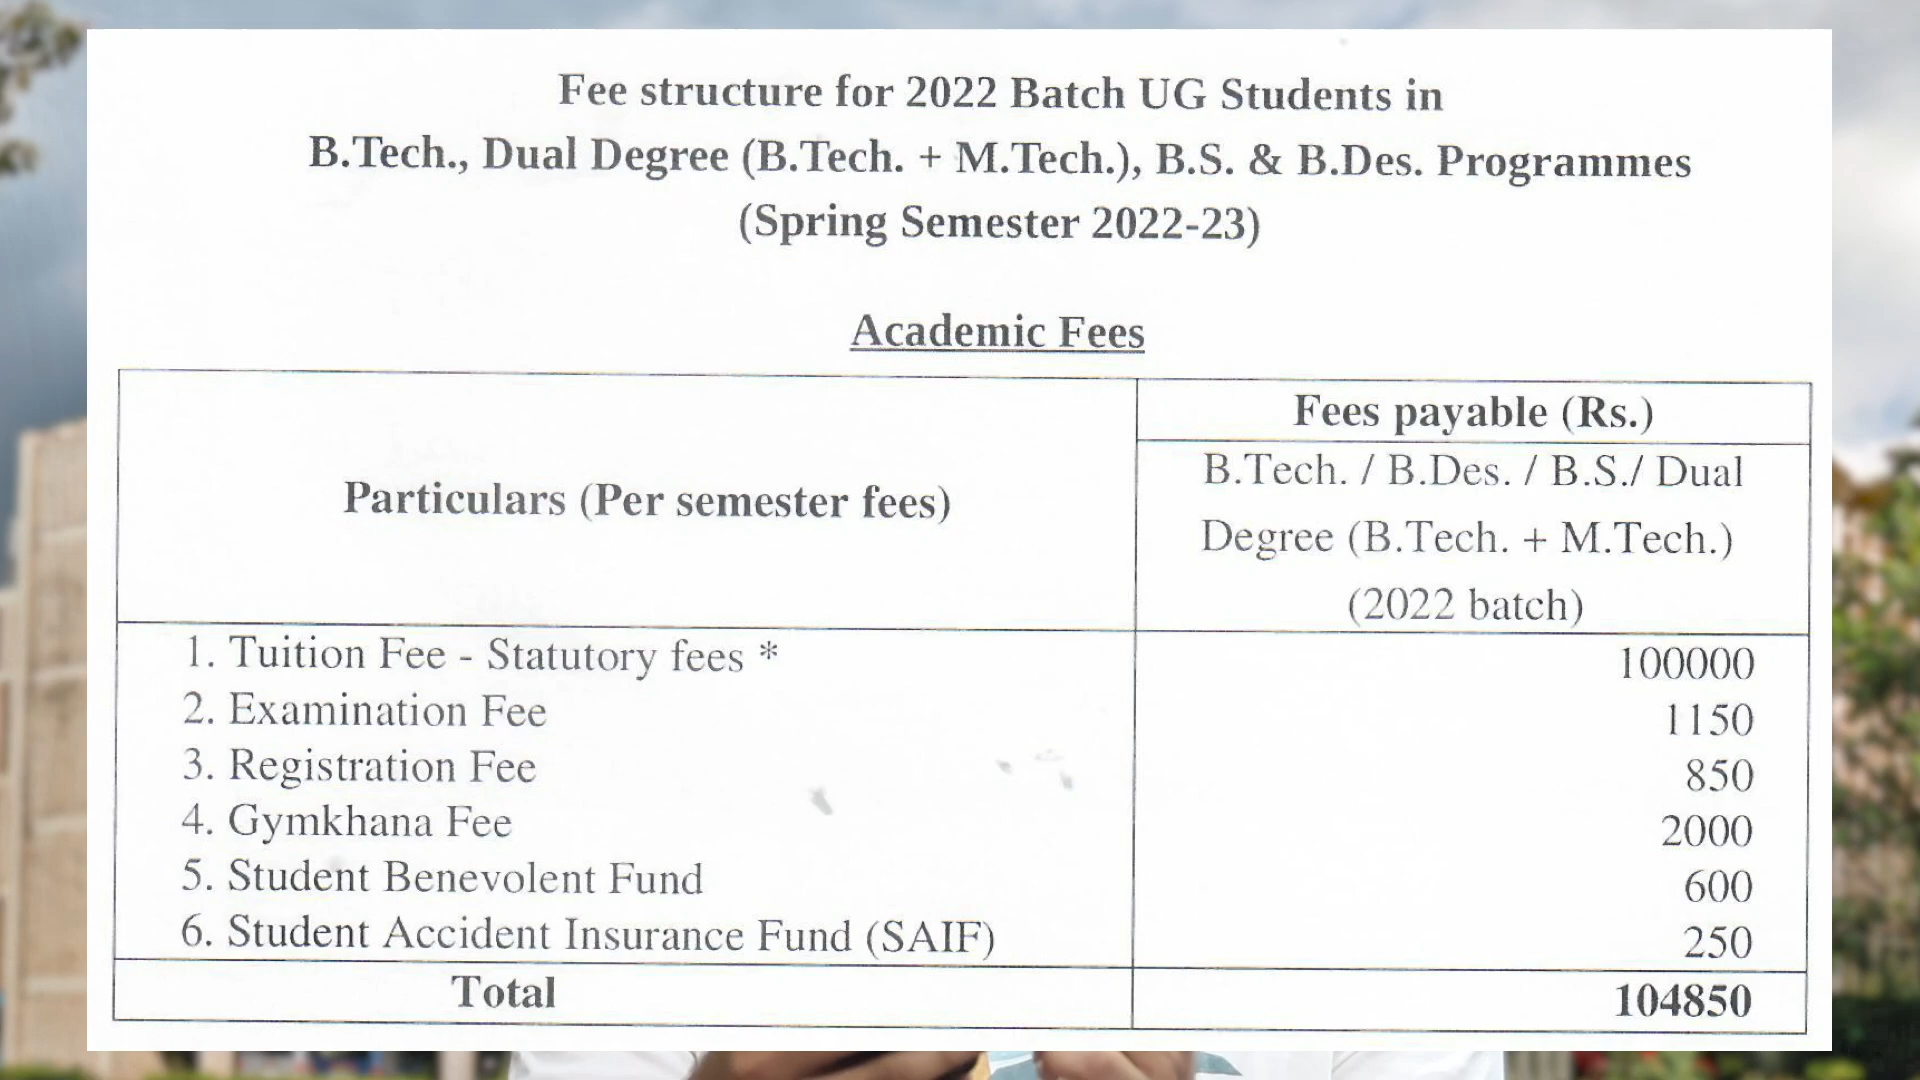 Fee structure for 2022 Batch UG Students in
B.Tech., Dual Degree (B.Tech. + M.Tech.), B.S. & B.Des. Programmes
(Spring Semester 2022-23)
Academic Fees
Particulars (Per semester fees)
Fees payable (Rs.)
B.Tech. / B.Des. / B.S./ Dual
Degree (B.Tech. + M.Tech.)
(2022 batch)
1. Tuition Fee - Statutory fees * 100000
2. Examination Fee 1150
3. Registration Fee 850
4. Gymkhana Fee 2000
5. Student Benevolent Fund 600
6. Student Accident Insurance Fund (SAIF) 250
Total 104850